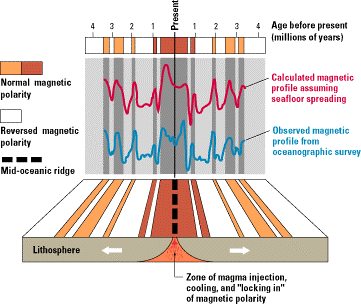 4 3 2 1 Present 1 2 3 4
Age before present
(millions of years)
Normal magnetic
polarity
Reversed magnetic
polarity
Mid-oceanic ridge
Calculated magnetic
profile assuming
seafloor spreading
Observed magnetic
profile from
oceanographic survey
Lithosphere
Zone of magma injection,
cooling, and "locking in"
of magnetic polarity